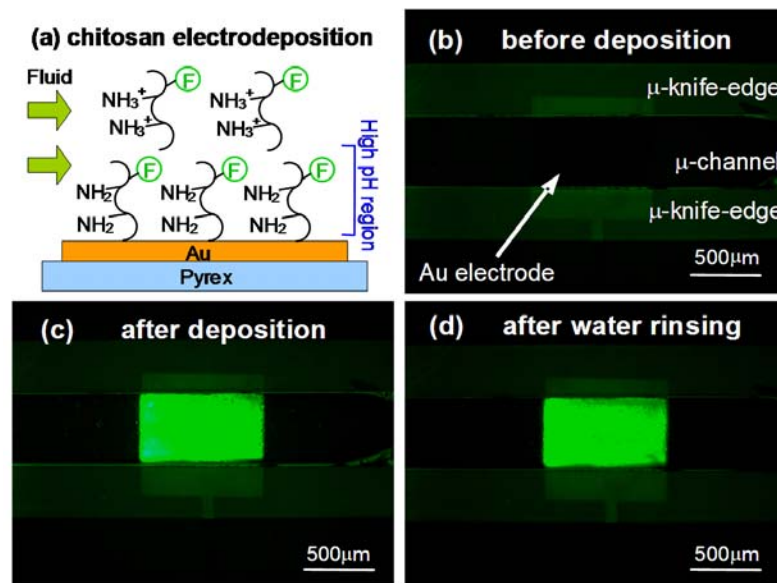 (a) chitosan electrodeposition
Fluid
F
F
NH3+
NH3+
NH3+
NH3+
F
F
F
NH2
NH2
NH2
NH2
NH2
NH2
High pH region
Au
Pyrex
(b) before deposition
μ-knife-edge
μ-channel
μ-knife-edge
Au electrode
500μm
(c) after deposition
500μm
(d) after water rinsing
500μm